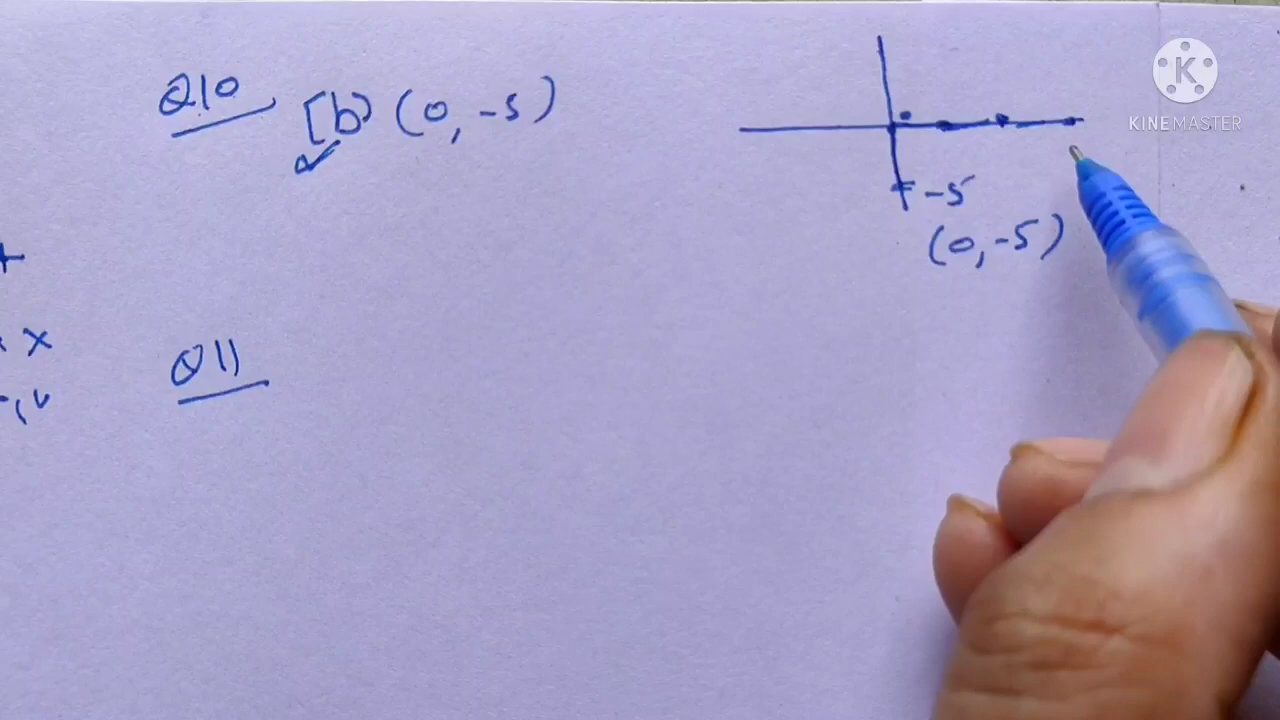 Q10 [b) (0, -5)
-5
(0, -5)
x
Q11
K
KINEMASTER